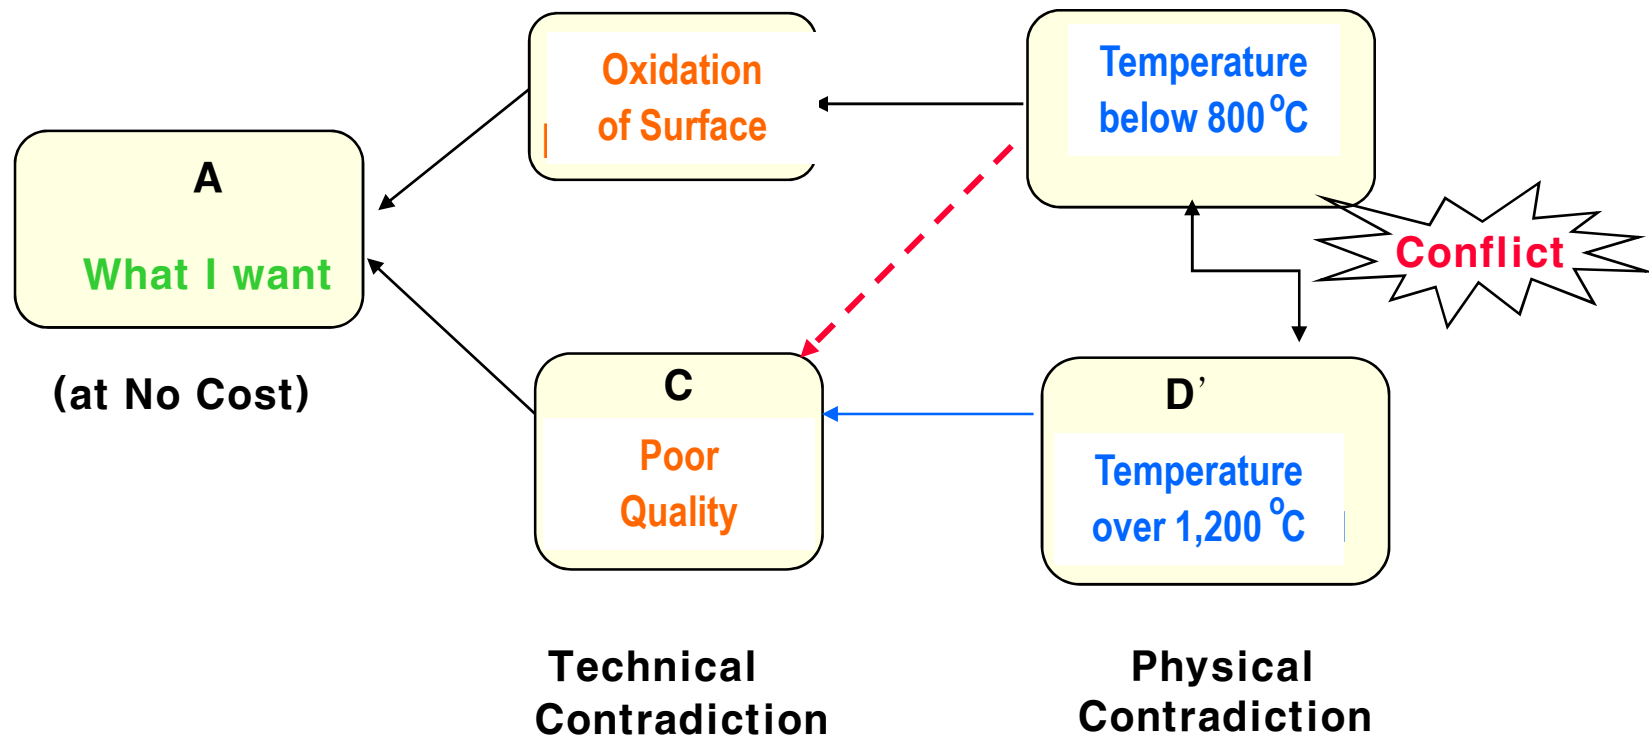 Oxidation
of Surface
Temperature
below 800 °C
A
What I want
Conflict
(at No Cost)
C
Poor
Quality
D’
Temperature
over 1,200 °C
Technical
Contradiction
Physical
Contradiction